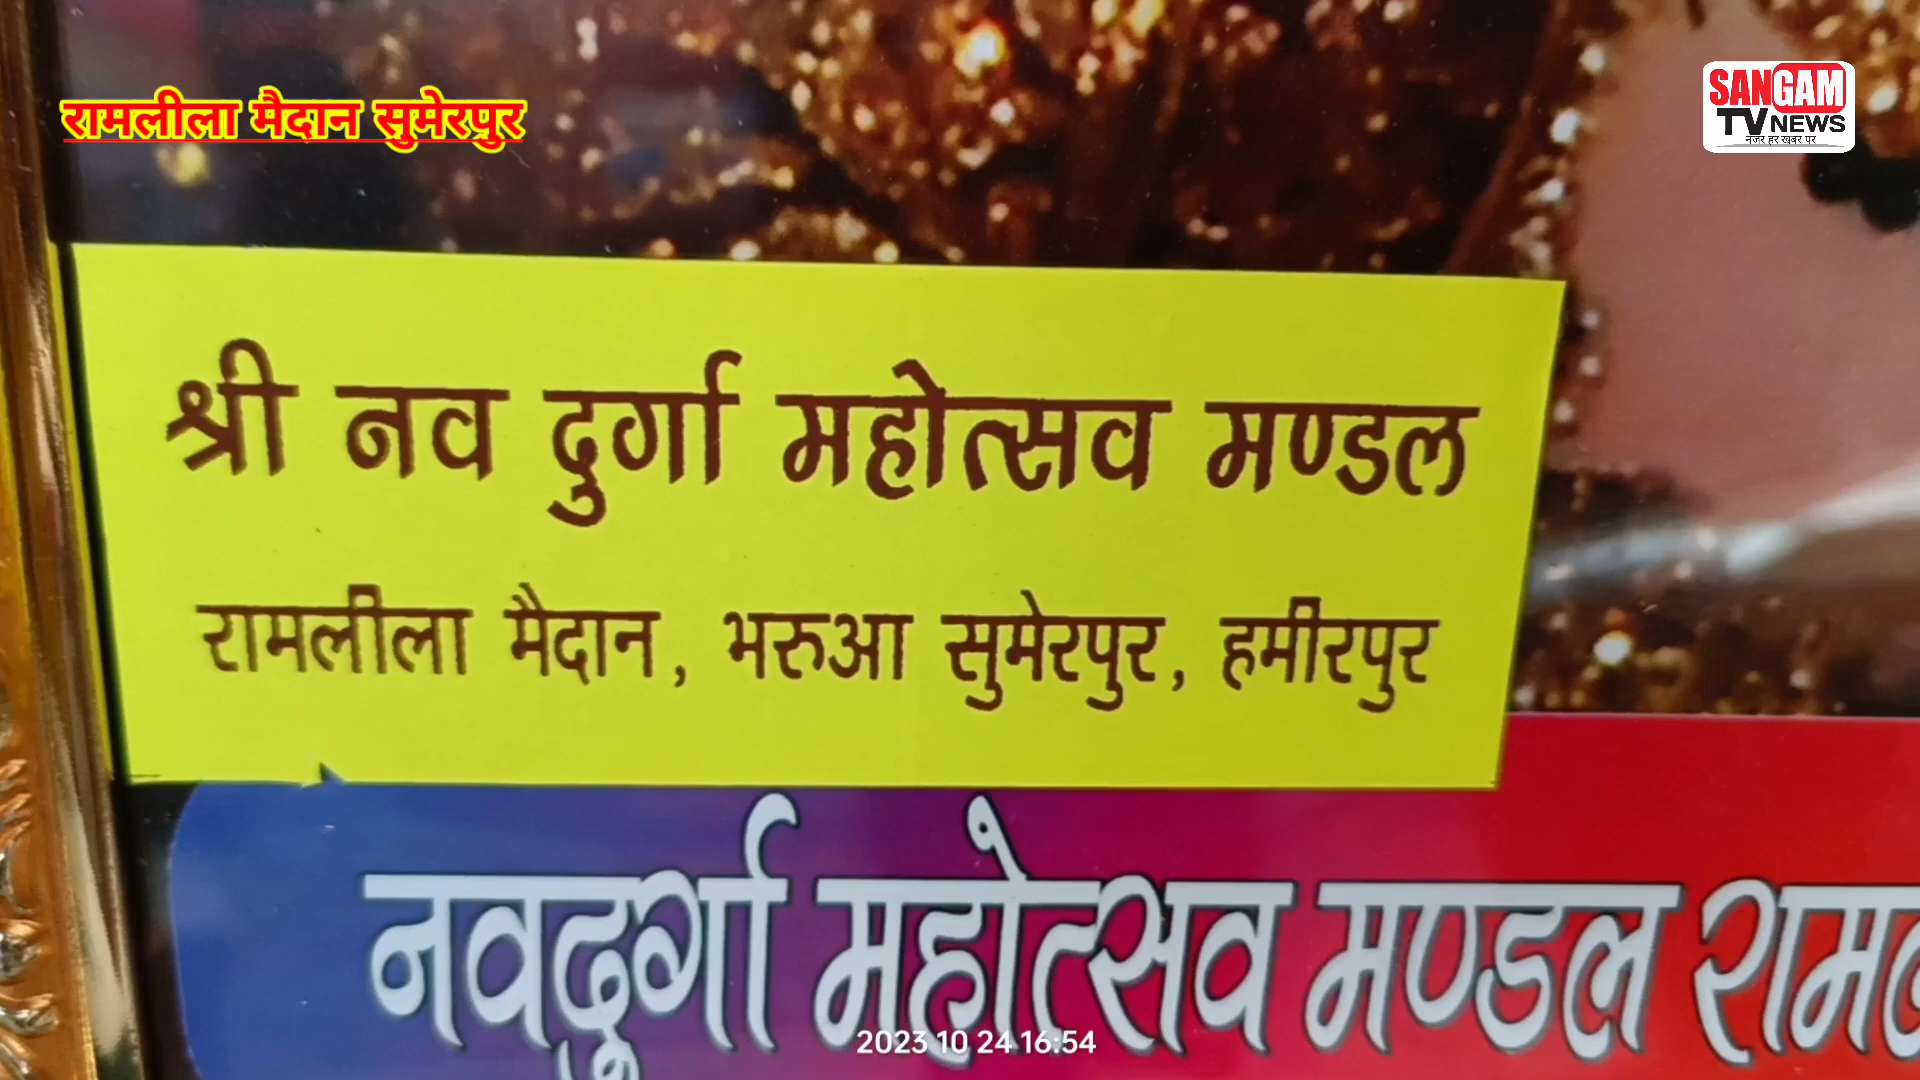 रामलीला मैदान सुमेरपुर
SANGAM
TV NEWS
नजर हर खबर पर
श्री नव दुर्गा महोत्सव मण्डल
रामलीला मैदान, भरुआ सुमेरपुर, हमीरपुर
नवदुर्गा महोत्सव मण्डल
2023 10 24 16:54